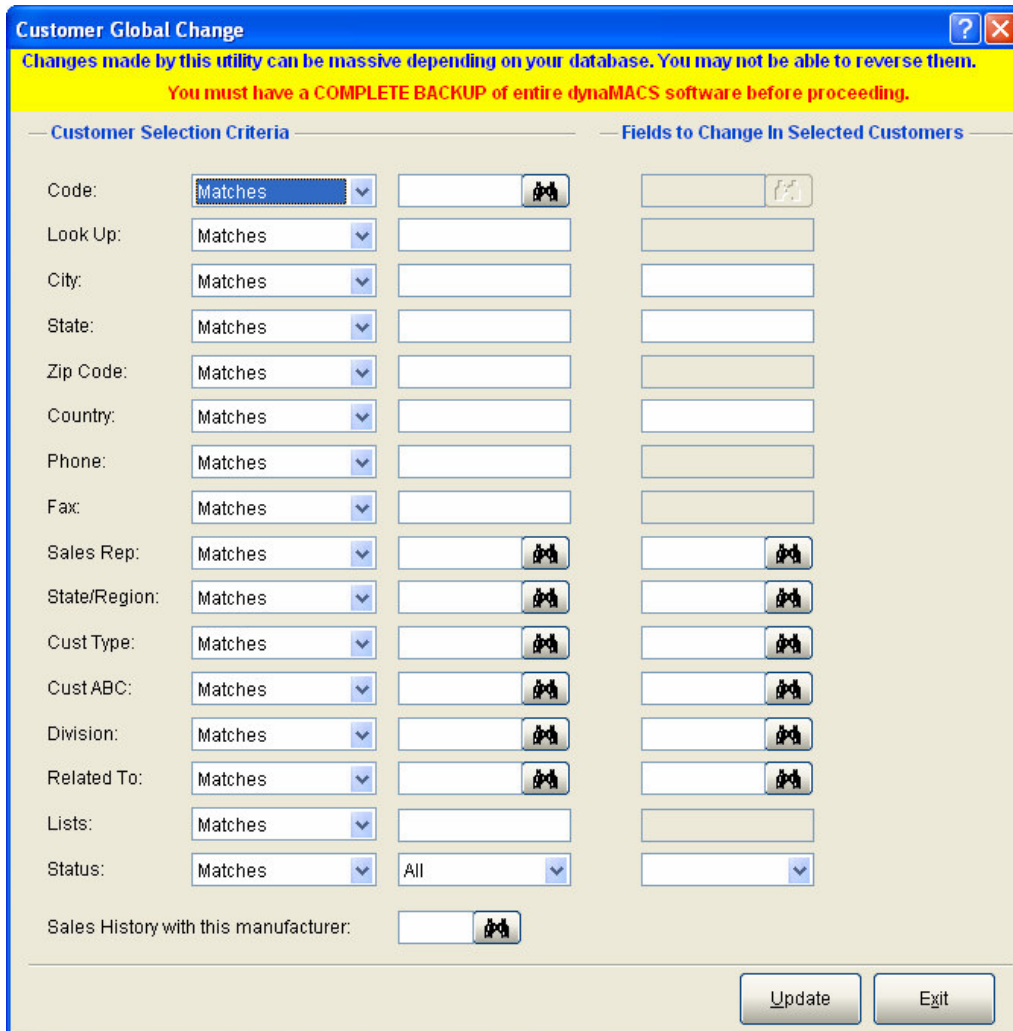 Customer Global Change
Changes made by this utility can be massive depending on your database. You may not be able to reverse them.
You must have a COMPLETE BACKUP of entire dynaMACS software before proceeding.
Customer Selection Criteria Fields to Change In Selected Customers
Code: Matches
Look Up: Matches
City: Matches
State: Matches
Zip Code: Matches
Country: Matches
Phone: Matches
Fax: Matches
Sales Rep: Matches
State/Region: Matches
Cust Type: Matches
Cust ABC: Matches
Division: Matches
Related To: Matches
Lists: Matches
Status: Matches All
Sales History with this manufacturer:
Update Exit